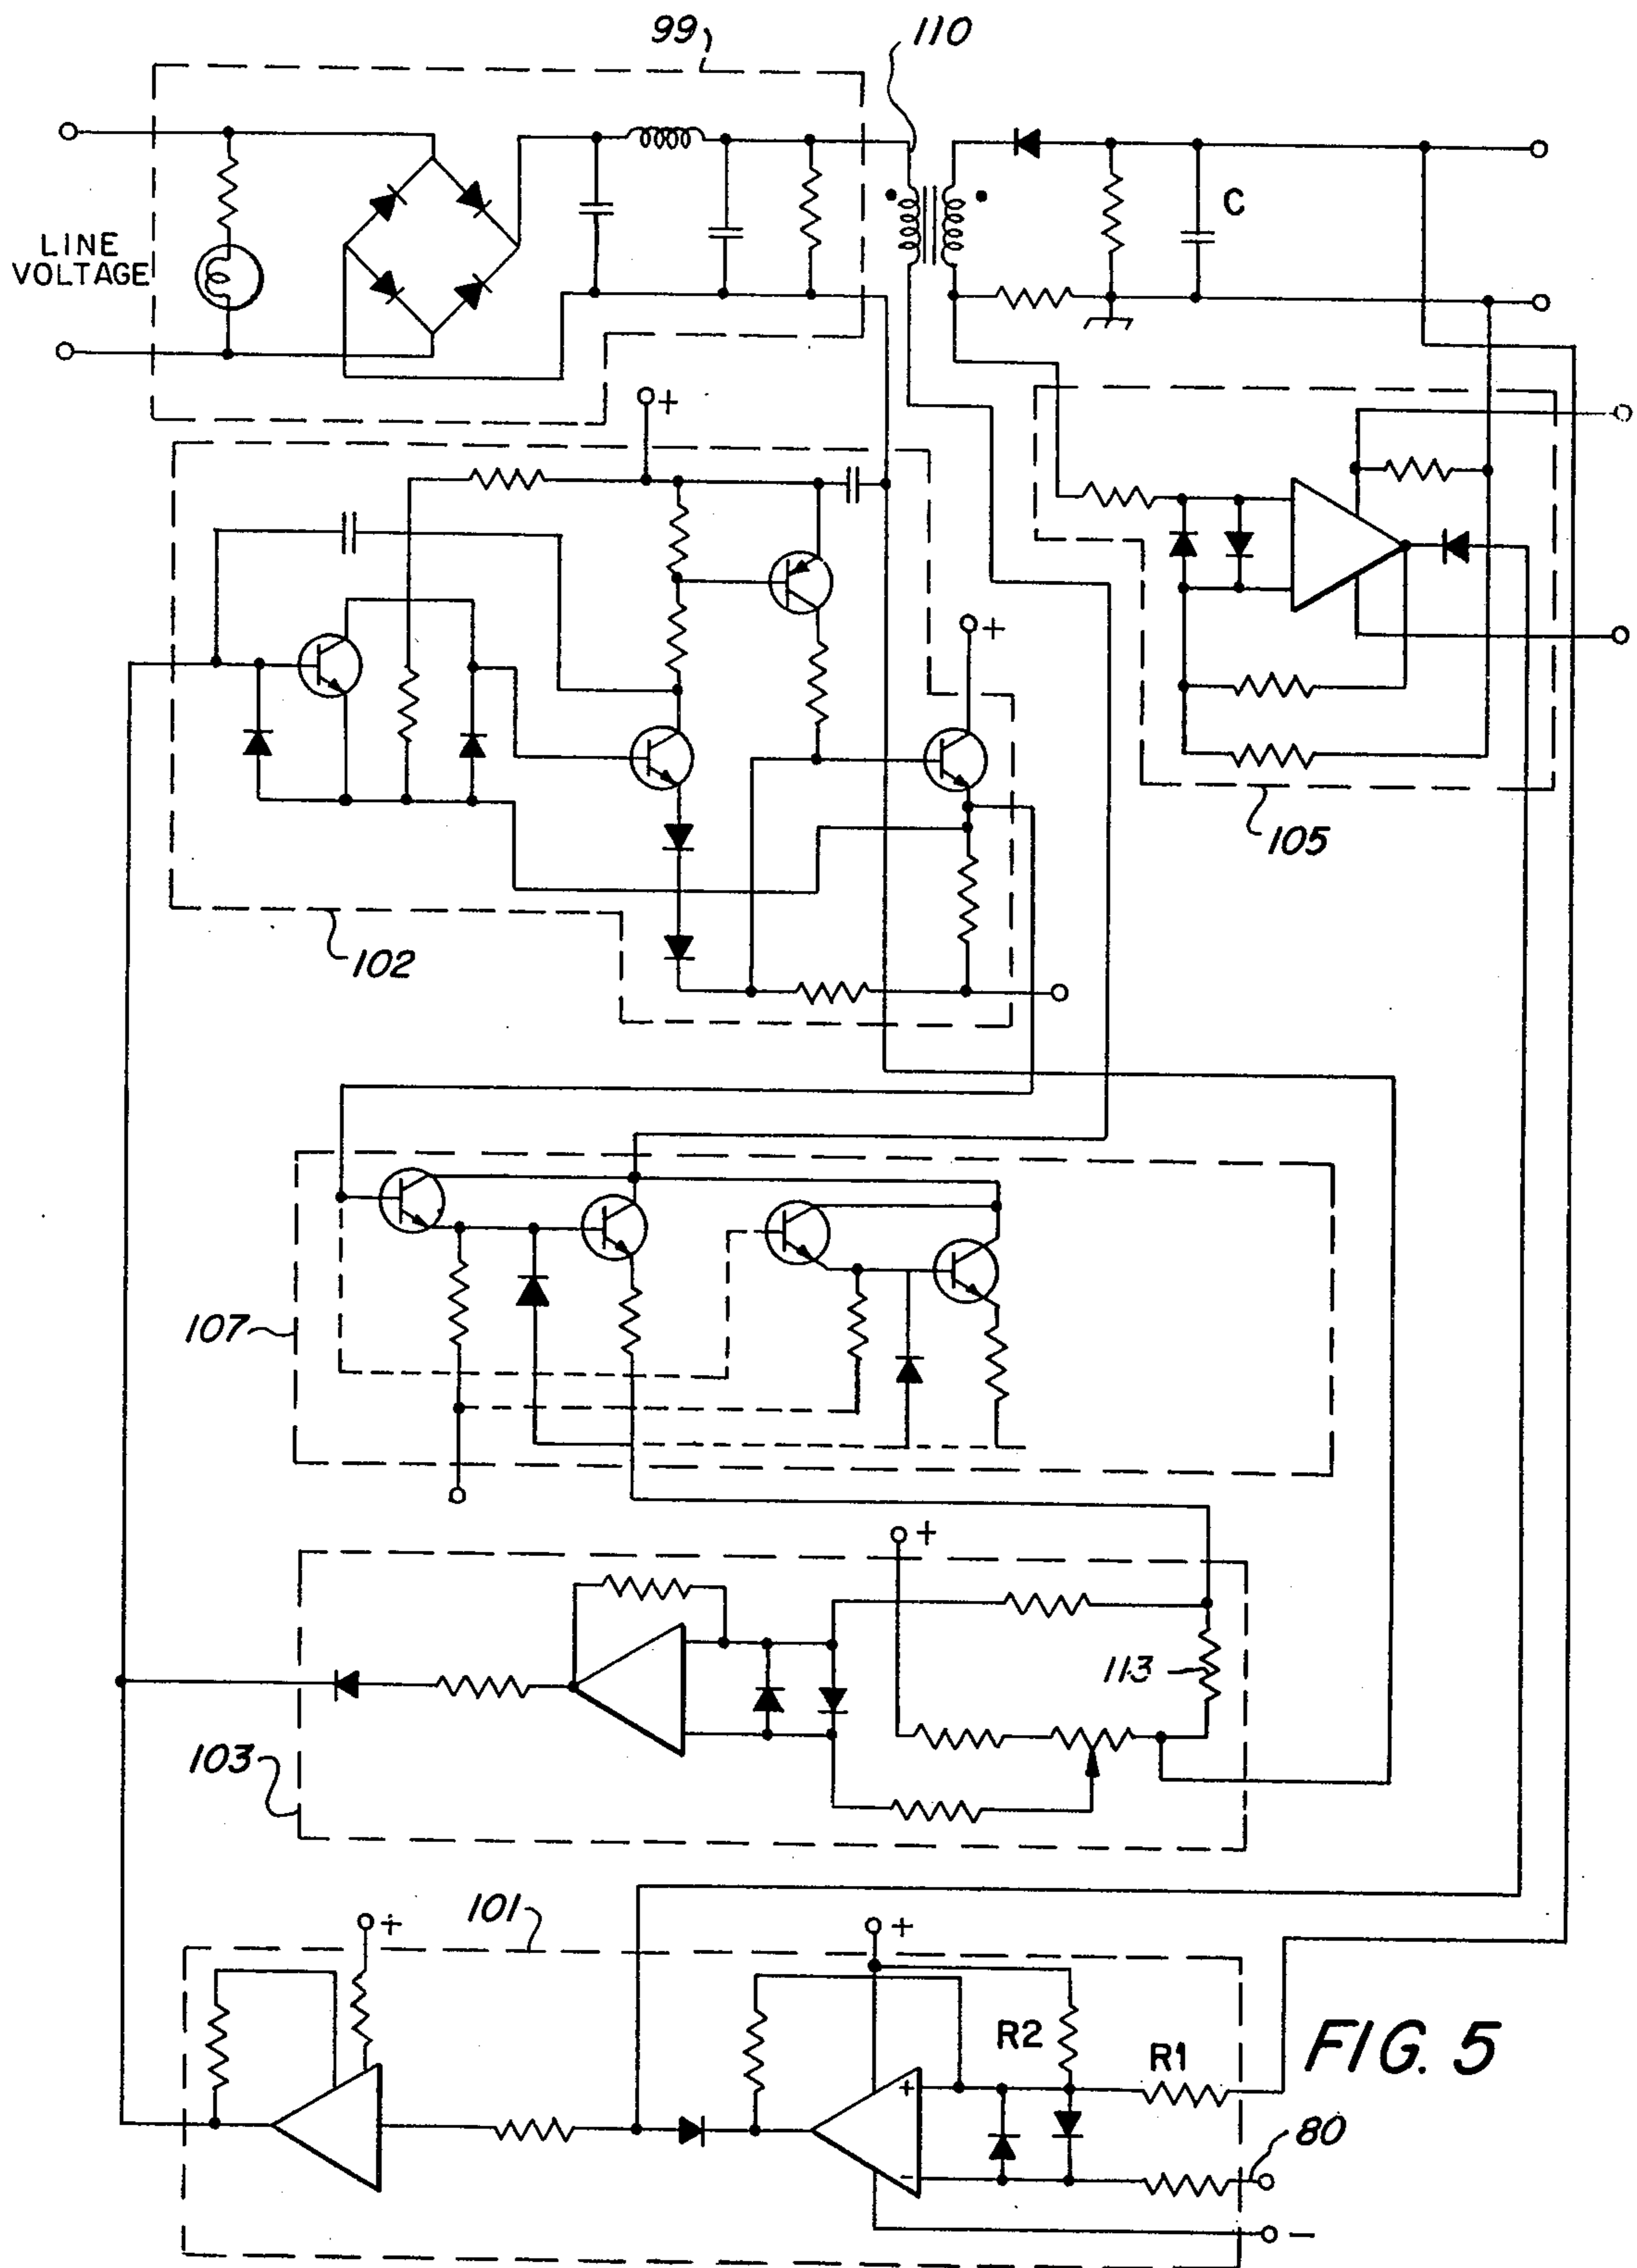 99
110
LINE
VOLTAGE
C
+
+
105
102
107
+
113
103
101
+
+
R2
R1
FIG. 5
+
-
80
-